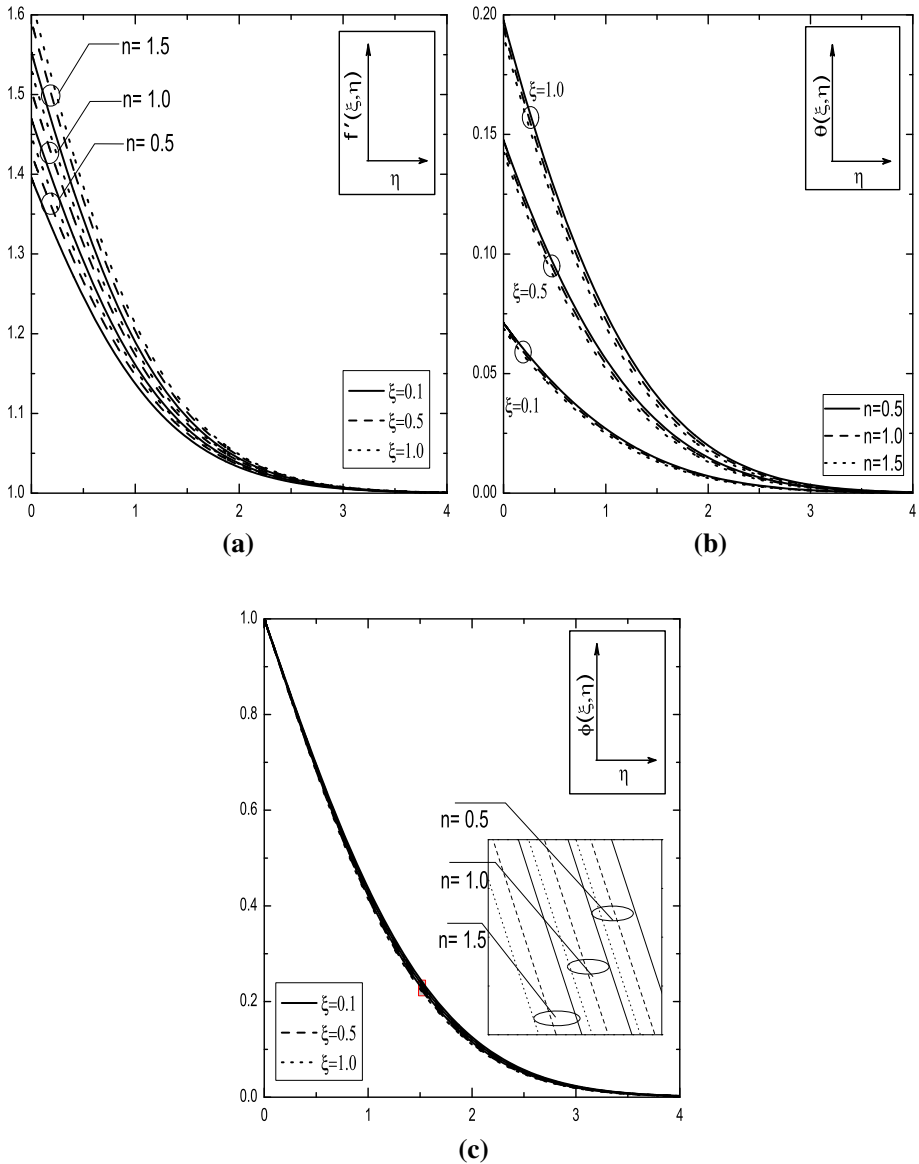 1.6
1.5
1.4
1.3
1.2
1.1
1.0
0
1
2
3
4
n= 1.5
n= 1.0
n= 0.5
f '(ξ,η)
η
ξ=0.1
ξ=0.5
ξ=1.0
(a)
0.20
0.15
0.10
0.05
0.00
0
1
2
3
4
ξ=1.0
ξ=0.5
ξ=0.1
θ(ξ,η)
η
n=0.5
n=1.0
n=1.5
(b)
1.0
0.8
0.6
0.4
0.2
0.0
0
1
2
3
4
ϕ(ξ,η)
η
n= 0.5
n= 1.0
n= 1.5
ξ=0.1
ξ=0.5
ξ=1.0
(c)